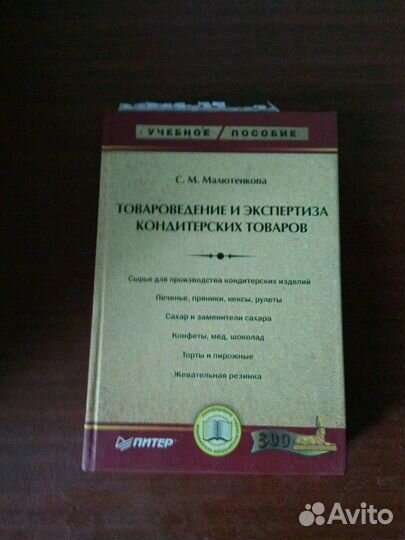 УЧЕБНОЕ ПОСОБИЕ
С. М. Малютенкова
ТОВАРОВЕДЕНИЕ И ЭКСПЕРТИЗА
КОНДИТЕРСКИХ ТОВАРОВ
Сырье для производства кондитерских изделий
Печенье, пряники, кексы, рулеты
Сахар и заменители сахара
Конфеты, мед, шоколад
Торты и пирожные
Жевательная резинка
ПИТЕР
300
Avito